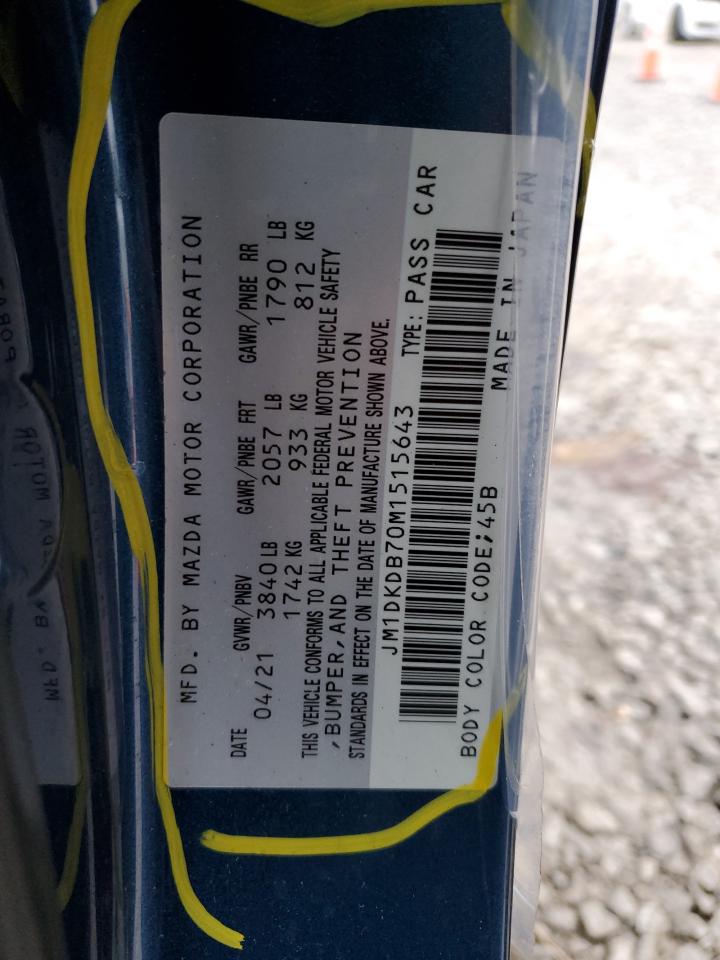 MFD. BY MAZDA MOTOR CORPORATION
DATE GVWR/PNBV GAWR/PNBE FRT GAWR/PNBE RR
04/21 3840 LB 2057 LB 1790 LB
1742 KG 933 KG 812 KG
THIS VEHICLE CONFORMS TO ALL APPLICABLE FEDERAL MOTOR VEHICLE SAFETY
,BUMPER,AND THEFT PREVENTION
STANDARDS IN EFFECT ON THE DATE OF MANUFACTURE SHOWN ABOVE.
JM1DKDB70M1515643 TYPE: PASS CAR
BODY COLOR CODE;45B MADE IN JAPAN